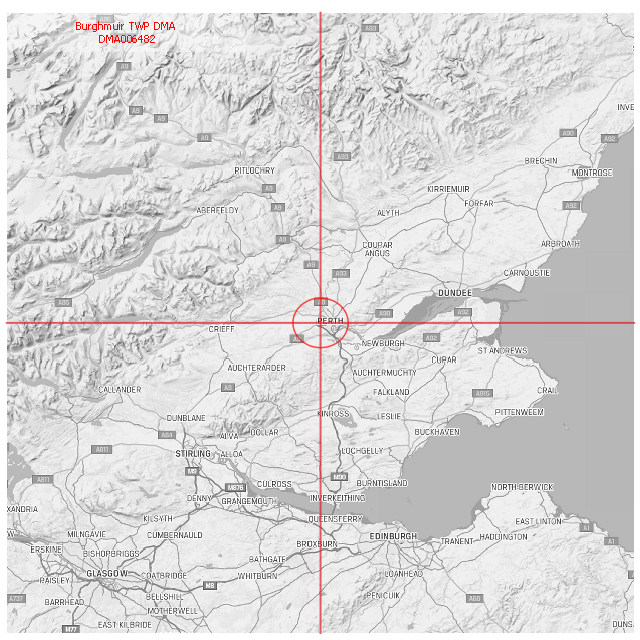 Burghmuir TWP DMA
DMA006482
A93
A9
INVE
A9
A9
A90
A92
A9
A93
BRECHIN
PITLOCHRY
MONTROSE
A9
KIRRIEMUIR
FORFAR
A9
A92
ABERFELDY
ALYTH
A9
COUPAR
ANGUS
ARBROATH
A9
A93
CARNOUSTIE
DUNDEE
A85
A9
A90
A92
PERTH
CRIEFF
A9
A92
NEWBURGH
ST ANDREWS
CUPAR
AUCHTERARDER
AUCHTERMUCHTY
A9
CALLANDER
FALKLAND
A915
CRAIL
KINROSS
LESLIE
PITTENWEEM
DUNBLANE
A84
ALVA
DOLLAR
BUCKHAVEN
A811
STIRLING
ALLOA
LOCHGELLY
M9
A811
M90
CULROSS
BURNTISLAND
M876
NORTH BERWICK
DENNY
GRANGEMOUTH
INVERKEITHING
XANDRIA
KILSYTH
QUEENSFERRY
EAST LINTON
A1
MILNGAVIE
CUMBERNAULD
EDINBURGH
HADDINGTON
TRANENT
A1
W
ERSKINE
BISHOPBRIGGS
BROXBURN
BATHGATE
PAISLEY
GLASGOW
COATBRIDGE
WHITBURN
LOANHEAD
M8
BELLSHILL
PENICUIK
A737
BARRHEAD
MOTHERWELL
A68
EAST KILBRIDE
DUNS
M77